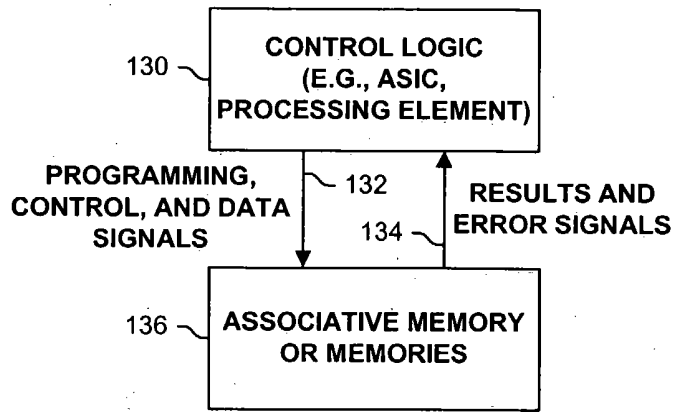 CONTROL LOGIC
(E.G., ASIC,
PROCESSING ELEMENT)
130
PROGRAMMING,
CONTROL, AND DATA
SIGNALS
132
134
RESULTS AND
ERROR SIGNALS
136
ASSOCIATIVE MEMORY
OR MEMORIES